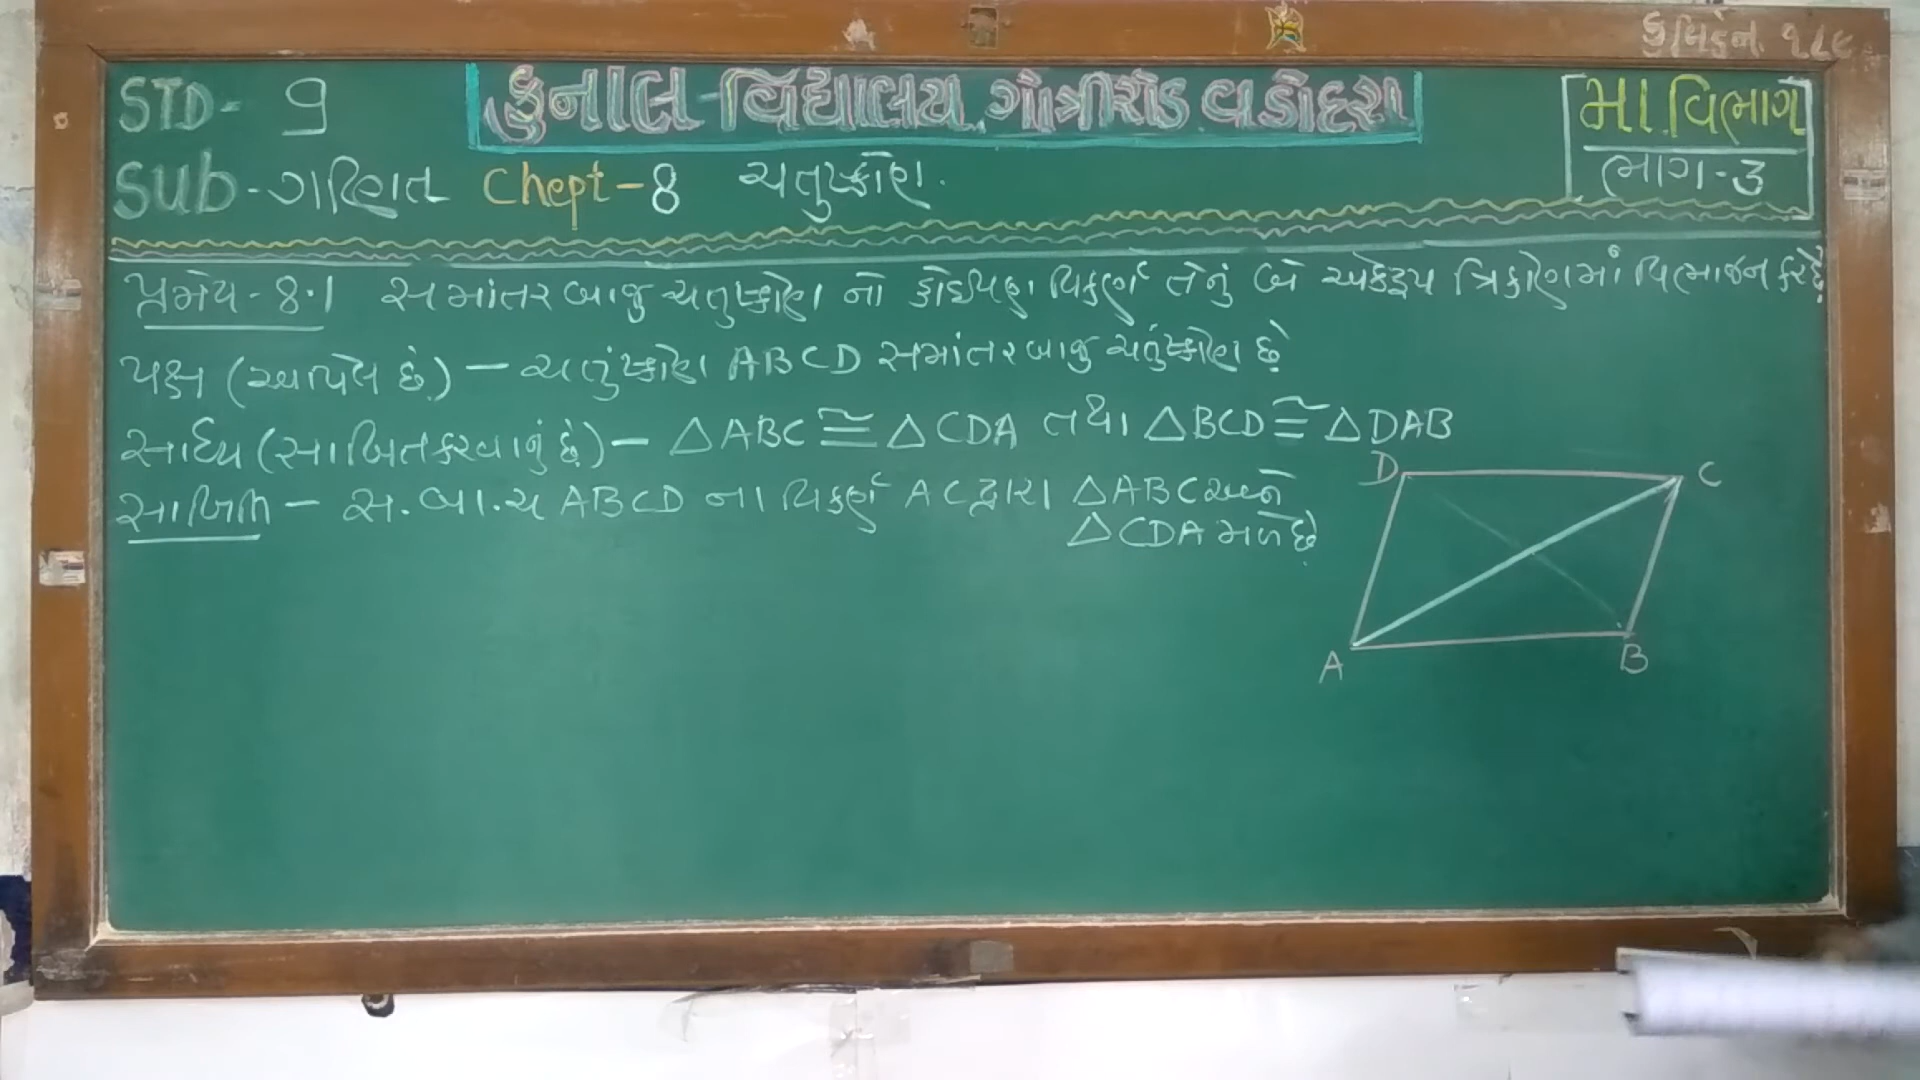 STD- 9
કુનાલ વિદ્યાલય, ગોત્રીરોડ વડોદરા
મા.વિભાગ
ભાગ-3
Sub-ગણિત Chept-8 ચતુષ્કોણ.
પ્રમેય-8.1 સમાંતરબાજુ ચતુષ્કોણ નો કોઈપણ વિકર્ણ તેનું બે એકરૂપ ત્રિકોણમાં વિભાજન કરે છે
પક્ષ (આપેલ છે) - ચતુષ્કોણ ABCD સમાંતરબાજુ ચતુષ્કોણ છે
સાધ્ય (સાબિત કરવાનું છે) - △ABC ≅ △CDA તથા △BCD ≅ △DAB
સાબિતી - સ.બા.ચ ABCD ના વિકર્ણ AC દ્વારા △ABC અને
△CDA મળે છે
D C
A B